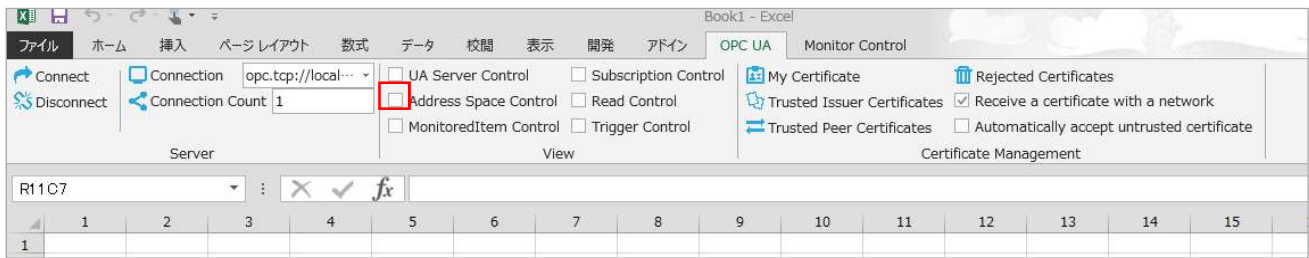 Book1 - Excel
ファイル ホーム 挿入 ページ レイアウト 数式 データ 校閲 表示 開発 アドイン OPC UA Monitor Control
Connect Connection opc.tcp://local… UA Server Control Subscription Control My Certificate Rejected Certificates
Disconnect Connection Count 1 Address Space Control Read Control Trusted Issuer Certificates Receive a certificate with a network
MonitoredItem Control Trigger Control Trusted Peer Certificates Automatically accept untrusted certificate
Server View Certificate Management
R11C7 fx
1 2 3 4 5 6 7 8 9 10 11 12 13 14 15
1